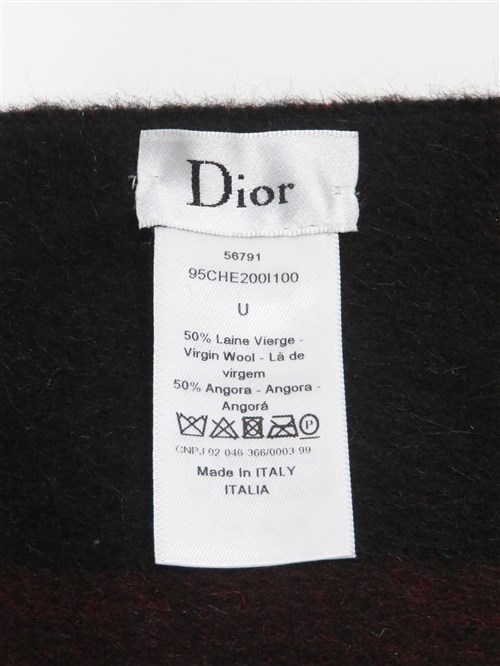 Dior
56791
95CHE200I100
U
50% Laine Vierge -
Virgin Wool - Lã de
virgem
50% Angora - Angora -
Angorá
P
CNPJ 02 046 366/0003 99
Made In ITALY
ITALIA